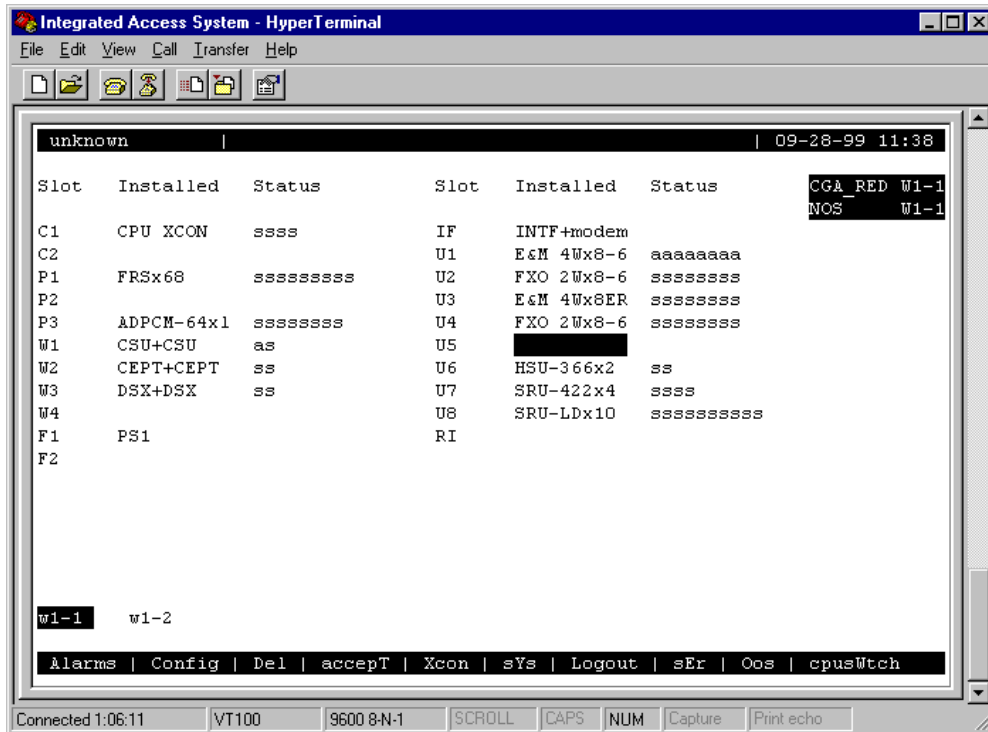 Integrated Access System - HyperTerminal
File Edit View Call Transfer Help
unknown | | 09-28-99 11:38
Slot Installed Status Slot Installed Status CGA_RED W1-1
NOS W1-1
C1 CPU XCON ssss IF INTF+modem
C2 U1 E&M 4Wx8-6 aaaaaaaa
P1 FRSx68 sssssssss U2 FXO 2Wx8-6 ssssssss
P2 U3 E&M 4Wx8ER ssssssss
P3 ADPCM-64x1 ssssssss U4 FXO 2Wx8-6 ssssssss
W1 CSU+CSU as U5
W2 CEPT+CEPT ss U6 HSU-366x2 ss
W3 DSX+DSX ss U7 SRU-422x4 ssss
W4 U8 SRU-LDx10 ssssssssss
F1 PS1 RI
F2
w1-1 w1-2
Alarms | Config | Del | accepT | Xcon | sYs | Logout | sEr | Oos | cpusWtch
Connected 1:06:11 VT100 9600 8-N-1 SCROLL CAPS NUM Capture Print echo